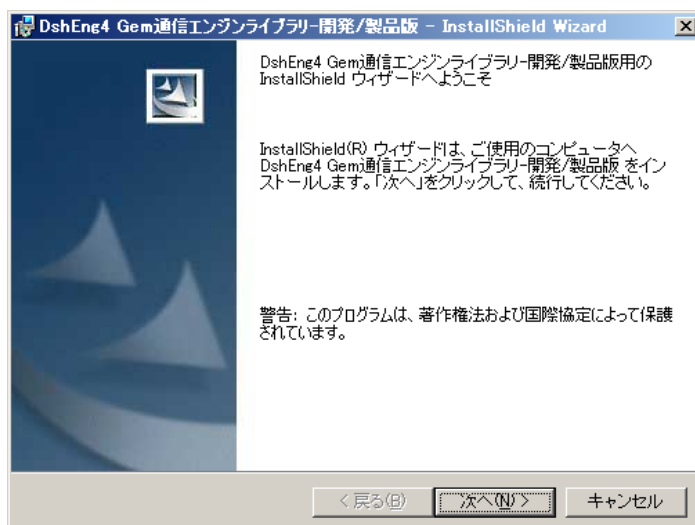 DshEng4 Gem通信エンジンライブラリー-開発/製品版 - InstallShield Wizard
DshEng4 Gem通信エンジンライブラリー-開発/製品版用の
InstallShield ウィザードへようこそ
InstallShield(R) ウィザードは、ご使用のコンピュータへ
DshEng4 Gem通信エンジンライブラリー-開発/製品版 をイン
ストールします。「次へ」をクリックして、続行してください。
警告: このプログラムは、著作権法および国際協定によって保護
されています。
< 戻る(B)
次へ(N) >
キャンセル